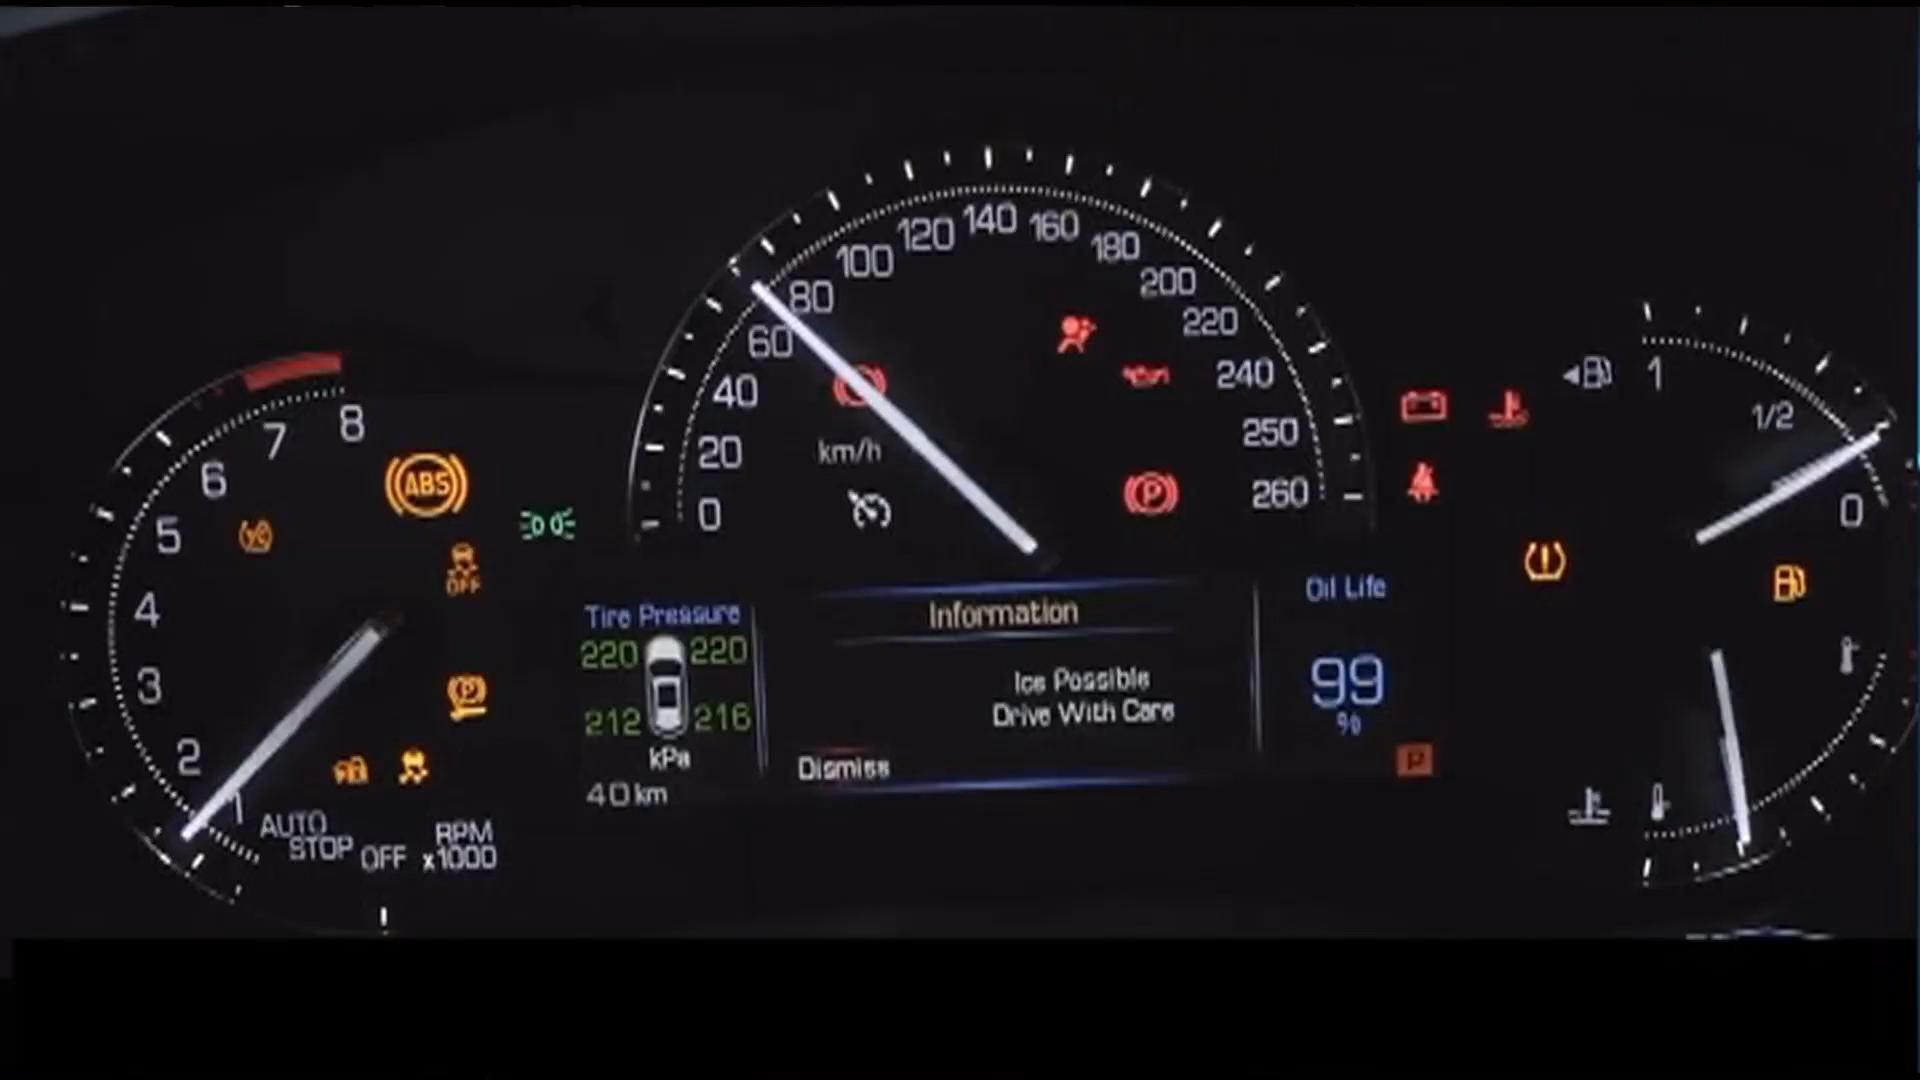 8
7
6
5
4
3
2
1
ABS
OFF
P
AUTO
STOP
OFF
RPM
x1000
0
20
40
60
80
100
120
140
160
180
200
220
240
250
260
km/h
P
Tire Pressure
220 220
212 216
kPa
40 km
Information
Ice Possible
Drive With Care
Dismiss
Oil Life
99
%
P
1
1/2
0